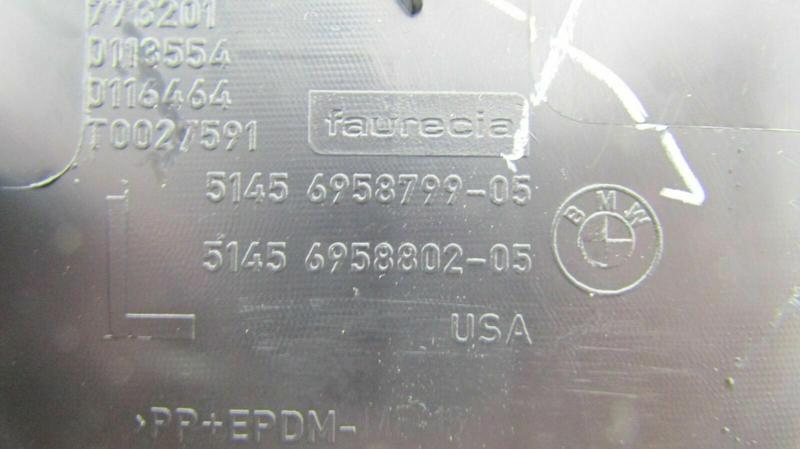 773201
D113554
D116464
T0027591
faurecia
5145 6958799-05
BMW
5145 6958802-05
L
USA
>PP+EPDM-